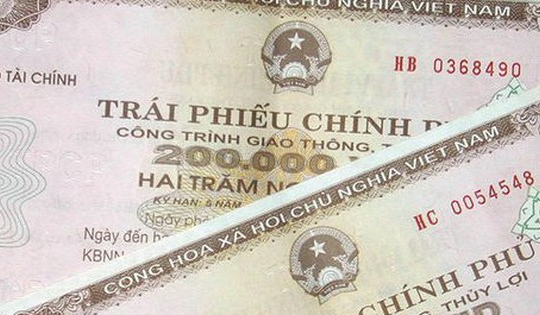 HÒA XÃ HỘI CHỦ NGHĨA VIỆT NAM
TÀI CHÍNH
HB 0368490
TRÁI PHIẾU CHÍNH
CÔNG TRÌNH GIAO THÔNG,
200.000
HAI TRĂM
KỲ HẠN: 5 NĂM
Ngày
Ngày đến
KBNN
CỘNG HÒA XÃ HỘI CHỦ NGHĨA VIỆT NAM
HC 0054548
CHÍNH PHỦ
THỦY LỢI